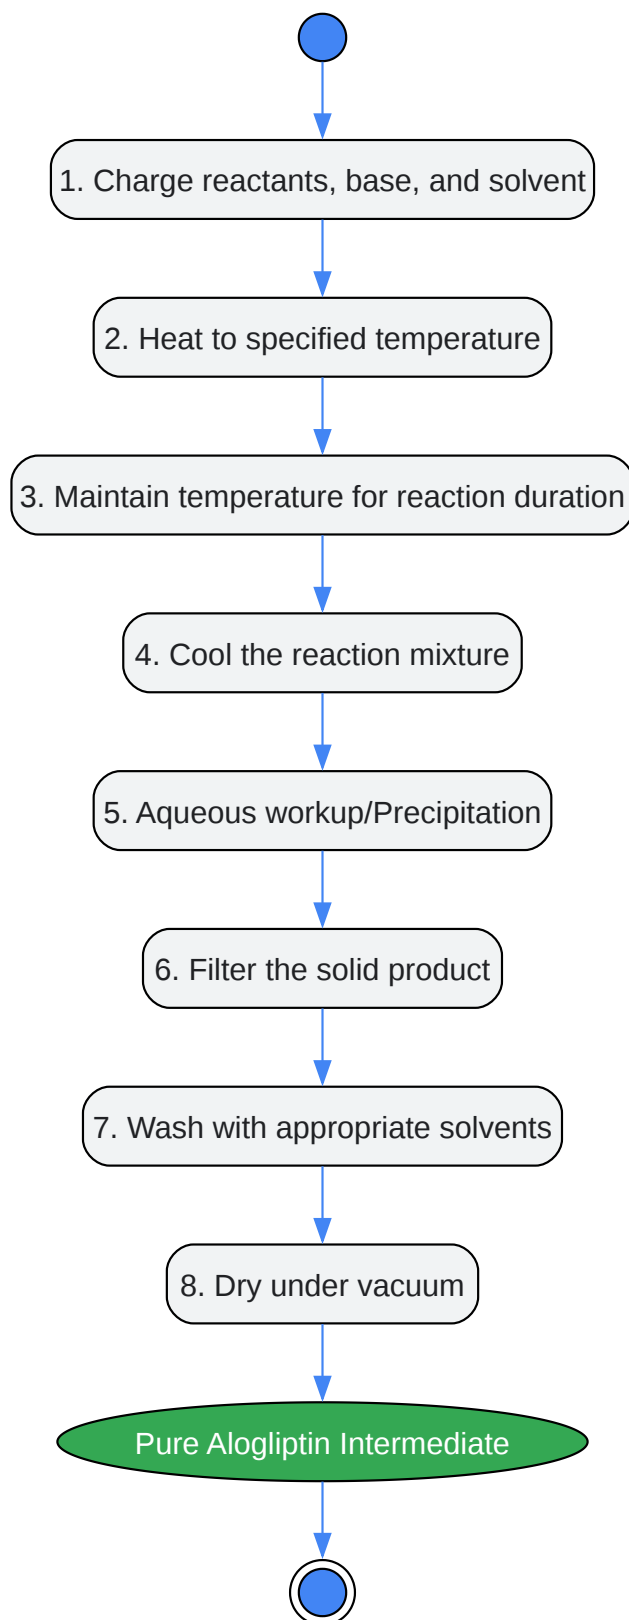 1. Charge reactants, base, and solvent
2. Heat to specified temperature
3. Maintain temperature for reaction duration
4. Cool the reaction mixture
5. Aqueous workup/Precipitation
6. Filter the solid product
7. Wash with appropriate solvents
8. Dry under vacuum
Pure Alogliptin Intermediate